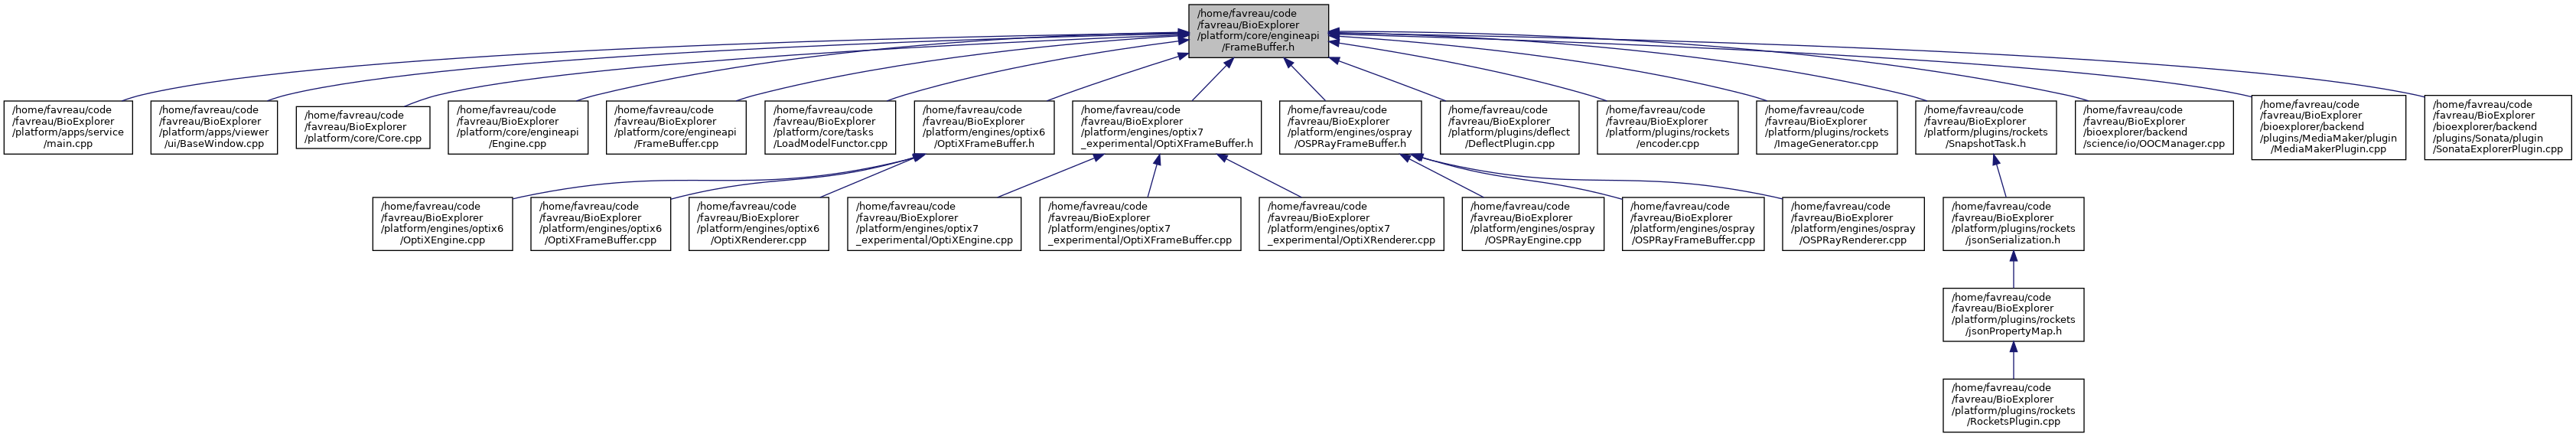 /home/favreau/code
/favreau/BioExplorer
/platform/core/engineapi
/FrameBuffer.h
/home/favreau/code
/favreau/BioExplorer
/platform/apps/service
/main.cpp
/home/favreau/code
/favreau/BioExplorer
/platform/apps/viewer
/ui/BaseWindow.cpp
/home/favreau/code
/favreau/BioExplorer
/platform/core/Core.cpp
/home/favreau/code
/favreau/BioExplorer
/platform/core/engineapi
/Engine.cpp
/home/favreau/code
/favreau/BioExplorer
/platform/core/engineapi
/FrameBuffer.cpp
/home/favreau/code
/favreau/BioExplorer
/platform/core/tasks
/LoadModelFunctor.cpp
/home/favreau/code
/favreau/BioExplorer
/platform/engines/optix6
/OptiXFrameBuffer.h
/home/favreau/code
/favreau/BioExplorer
/platform/engines/optix7
_experimental/OptiXFrameBuffer.h
/home/favreau/code
/favreau/BioExplorer
/platform/engines/ospray
/OSPRayFrameBuffer.h
/home/favreau/code
/favreau/BioExplorer
/platform/plugins/deflect
/DeflectPlugin.cpp
/home/favreau/code
/favreau/BioExplorer
/platform/plugins/rockets
/encoder.cpp
/home/favreau/code
/favreau/BioExplorer
/platform/plugins/rockets
/ImageGenerator.cpp
/home/favreau/code
/favreau/BioExplorer
/platform/plugins/rockets
/SnapshotTask.h
/home/favreau/code
/favreau/BioExplorer
/bioexplorer/backend
/science/io/OOCManager.cpp
/home/favreau/code
/favreau/BioExplorer
/bioexplorer/backend
/plugins/MediaMaker/plugin
/MediaMakerPlugin.cpp
/home/favreau/code
/favreau/BioExplorer
/bioexplorer/backend
/plugins/Sonata/plugin
/SonataExplorerPlugin.cpp
/home/favreau/code
/favreau/BioExplorer
/platform/engines/optix6
/OptiXEngine.cpp
/home/favreau/code
/favreau/BioExplorer
/platform/engines/optix6
/OptiXFrameBuffer.cpp
/home/favreau/code
/favreau/BioExplorer
/platform/engines/optix6
/OptiXRenderer.cpp
/home/favreau/code
/favreau/BioExplorer
/platform/engines/optix7
_experimental/OptiXEngine.cpp
/home/favreau/code
/favreau/BioExplorer
/platform/engines/optix7
_experimental/OptiXFrameBuffer.cpp
/home/favreau/code
/favreau/BioExplorer
/platform/engines/optix7
_experimental/OptiXRenderer.cpp
/home/favreau/code
/favreau/BioExplorer
/platform/engines/ospray
/OSPRayEngine.cpp
/home/favreau/code
/favreau/BioExplorer
/platform/engines/ospray
/OSPRayFrameBuffer.cpp
/home/favreau/code
/favreau/BioExplorer
/platform/engines/ospray
/OSPRayRenderer.cpp
/home/favreau/code
/favreau/BioExplorer
/platform/plugins/rockets
/jsonSerialization.h
/home/favreau/code
/favreau/BioExplorer
/platform/plugins/rockets
/jsonPropertyMap.h
/home/favreau/code
/favreau/BioExplorer
/platform/plugins/rockets
/RocketsPlugin.cpp